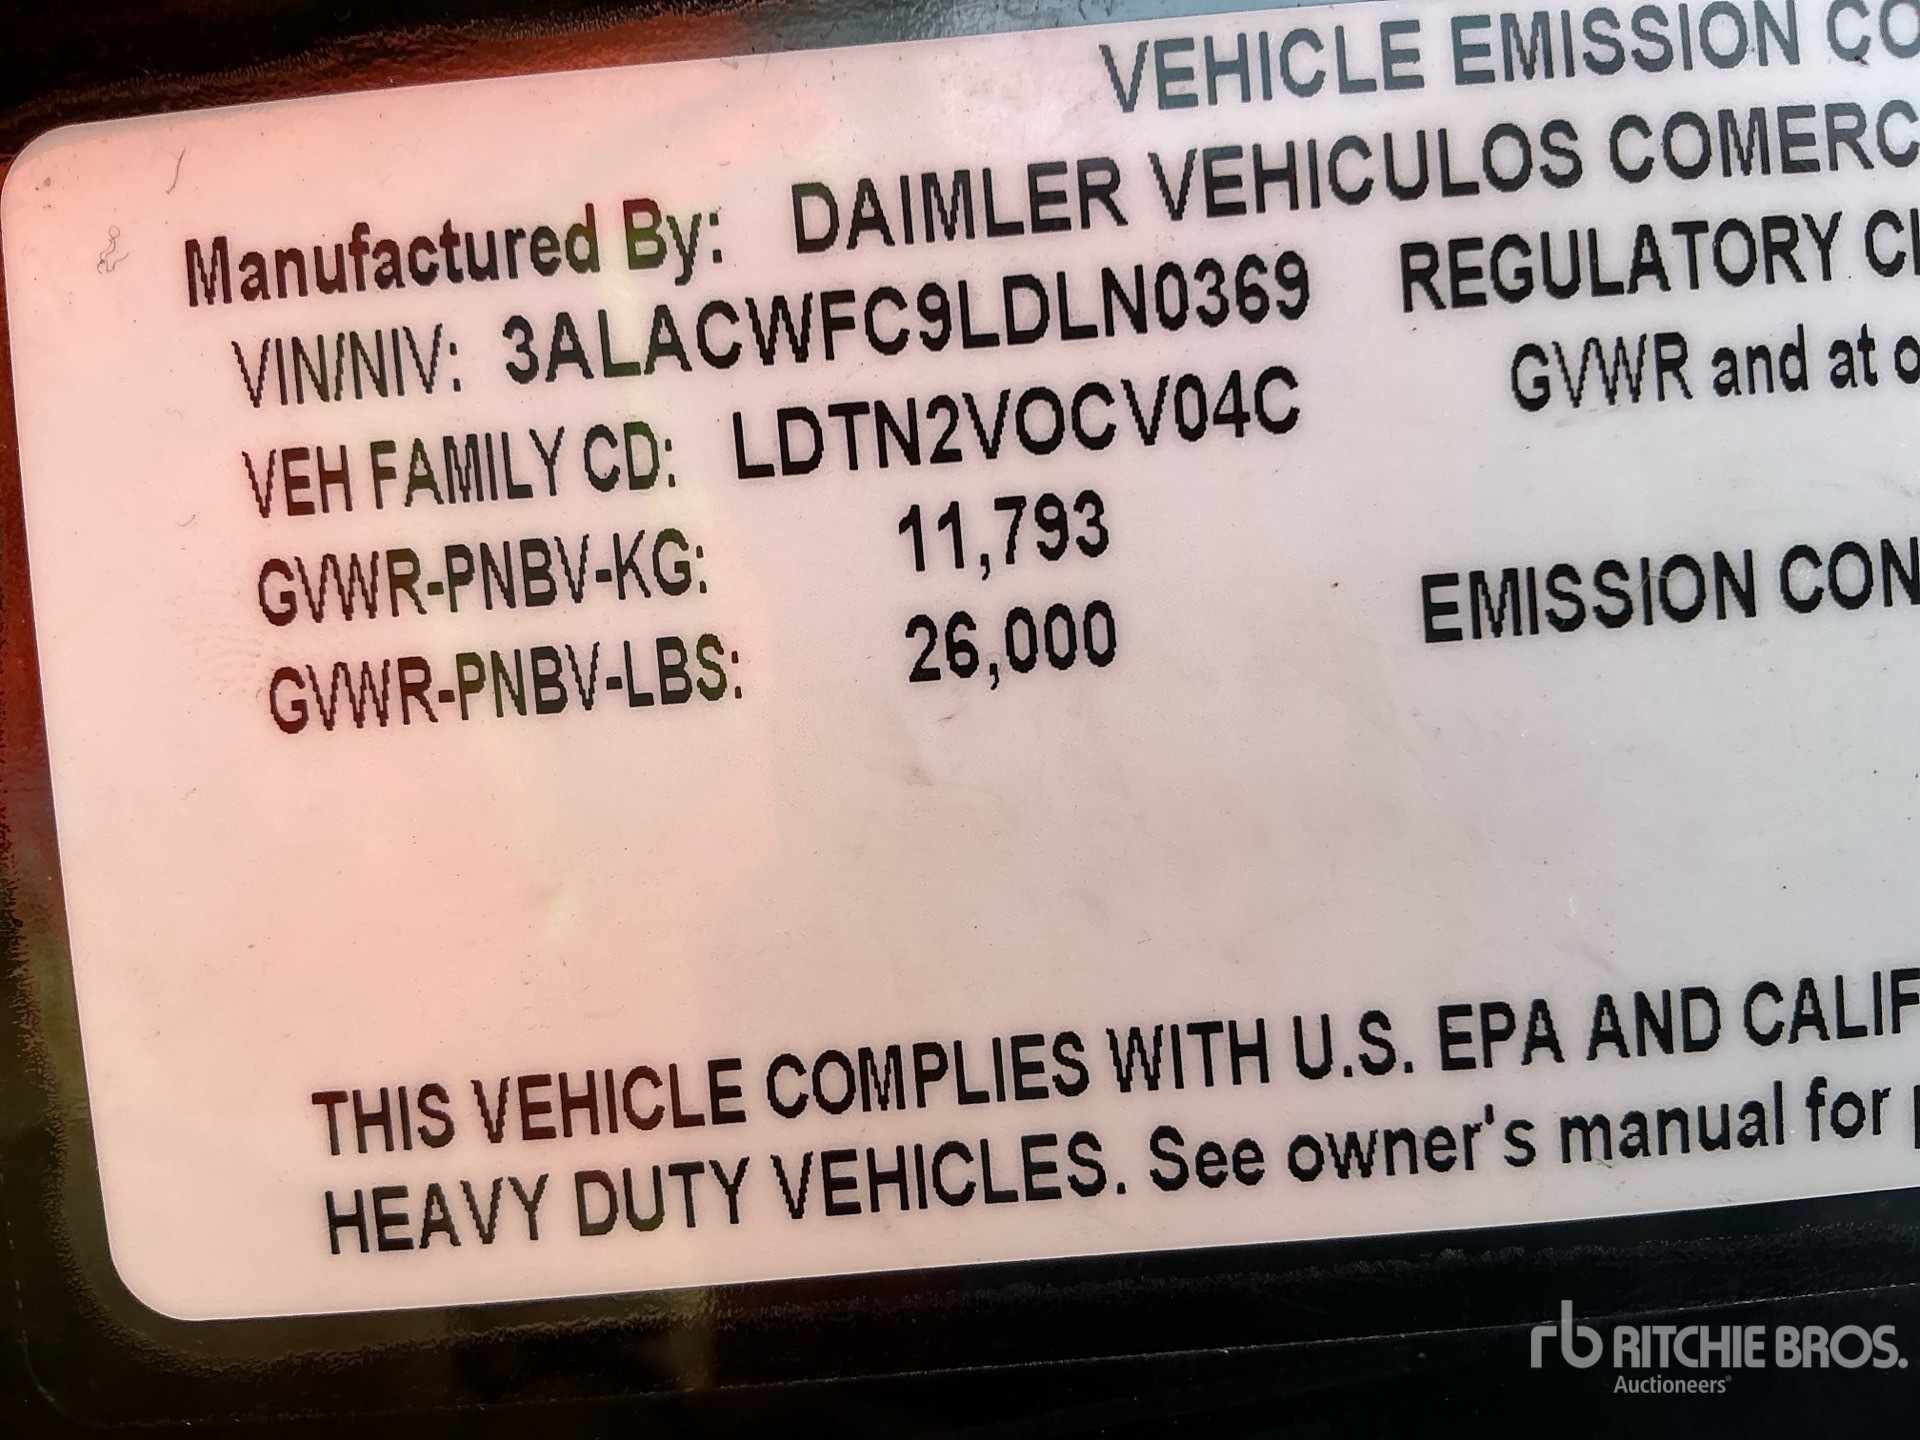 VEHICLE EMISSION CO
Manufactured By: DAIMLER VEHICULOS COMERC
VIN/NIV: 3ALACWFC9LDLN0369 REGULATORY CL
VEH FAMILY CD: LDTN2VOCV04C GVWR and at o
GVWR-PNBV-KG: 11,793
GVWR-PNBV-LBS: 26,000 EMISSION CON
THIS VEHICLE COMPLIES WITH U.S. EPA AND CALIF
HEAVY DUTY VEHICLES. See owner's manual for p
rb RITCHIE BROS.
Auctioneers®